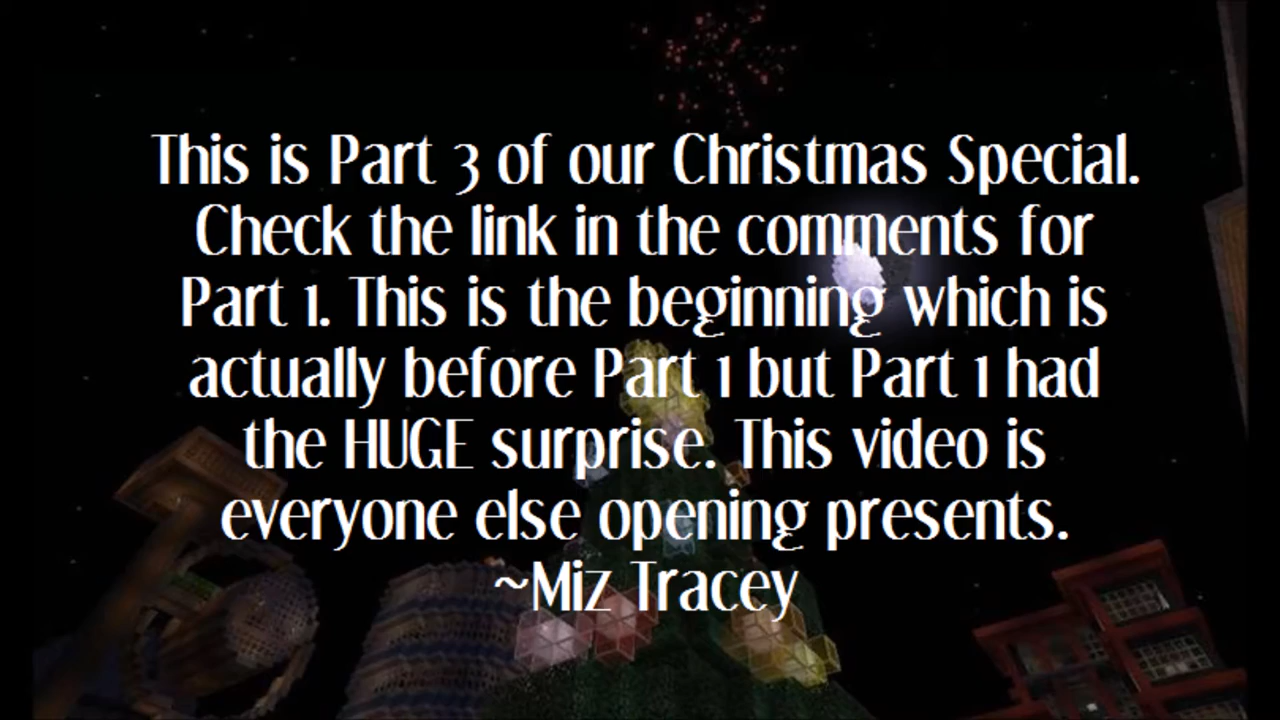 This is Part 3 of our Christmas Special.
Check the link in the comments for
Part 1. This is the beginning which is
actually before Part 1 but Part 1 had
the HUGE surprise. This video is
everyone else opening presents.
~Miz Tracey